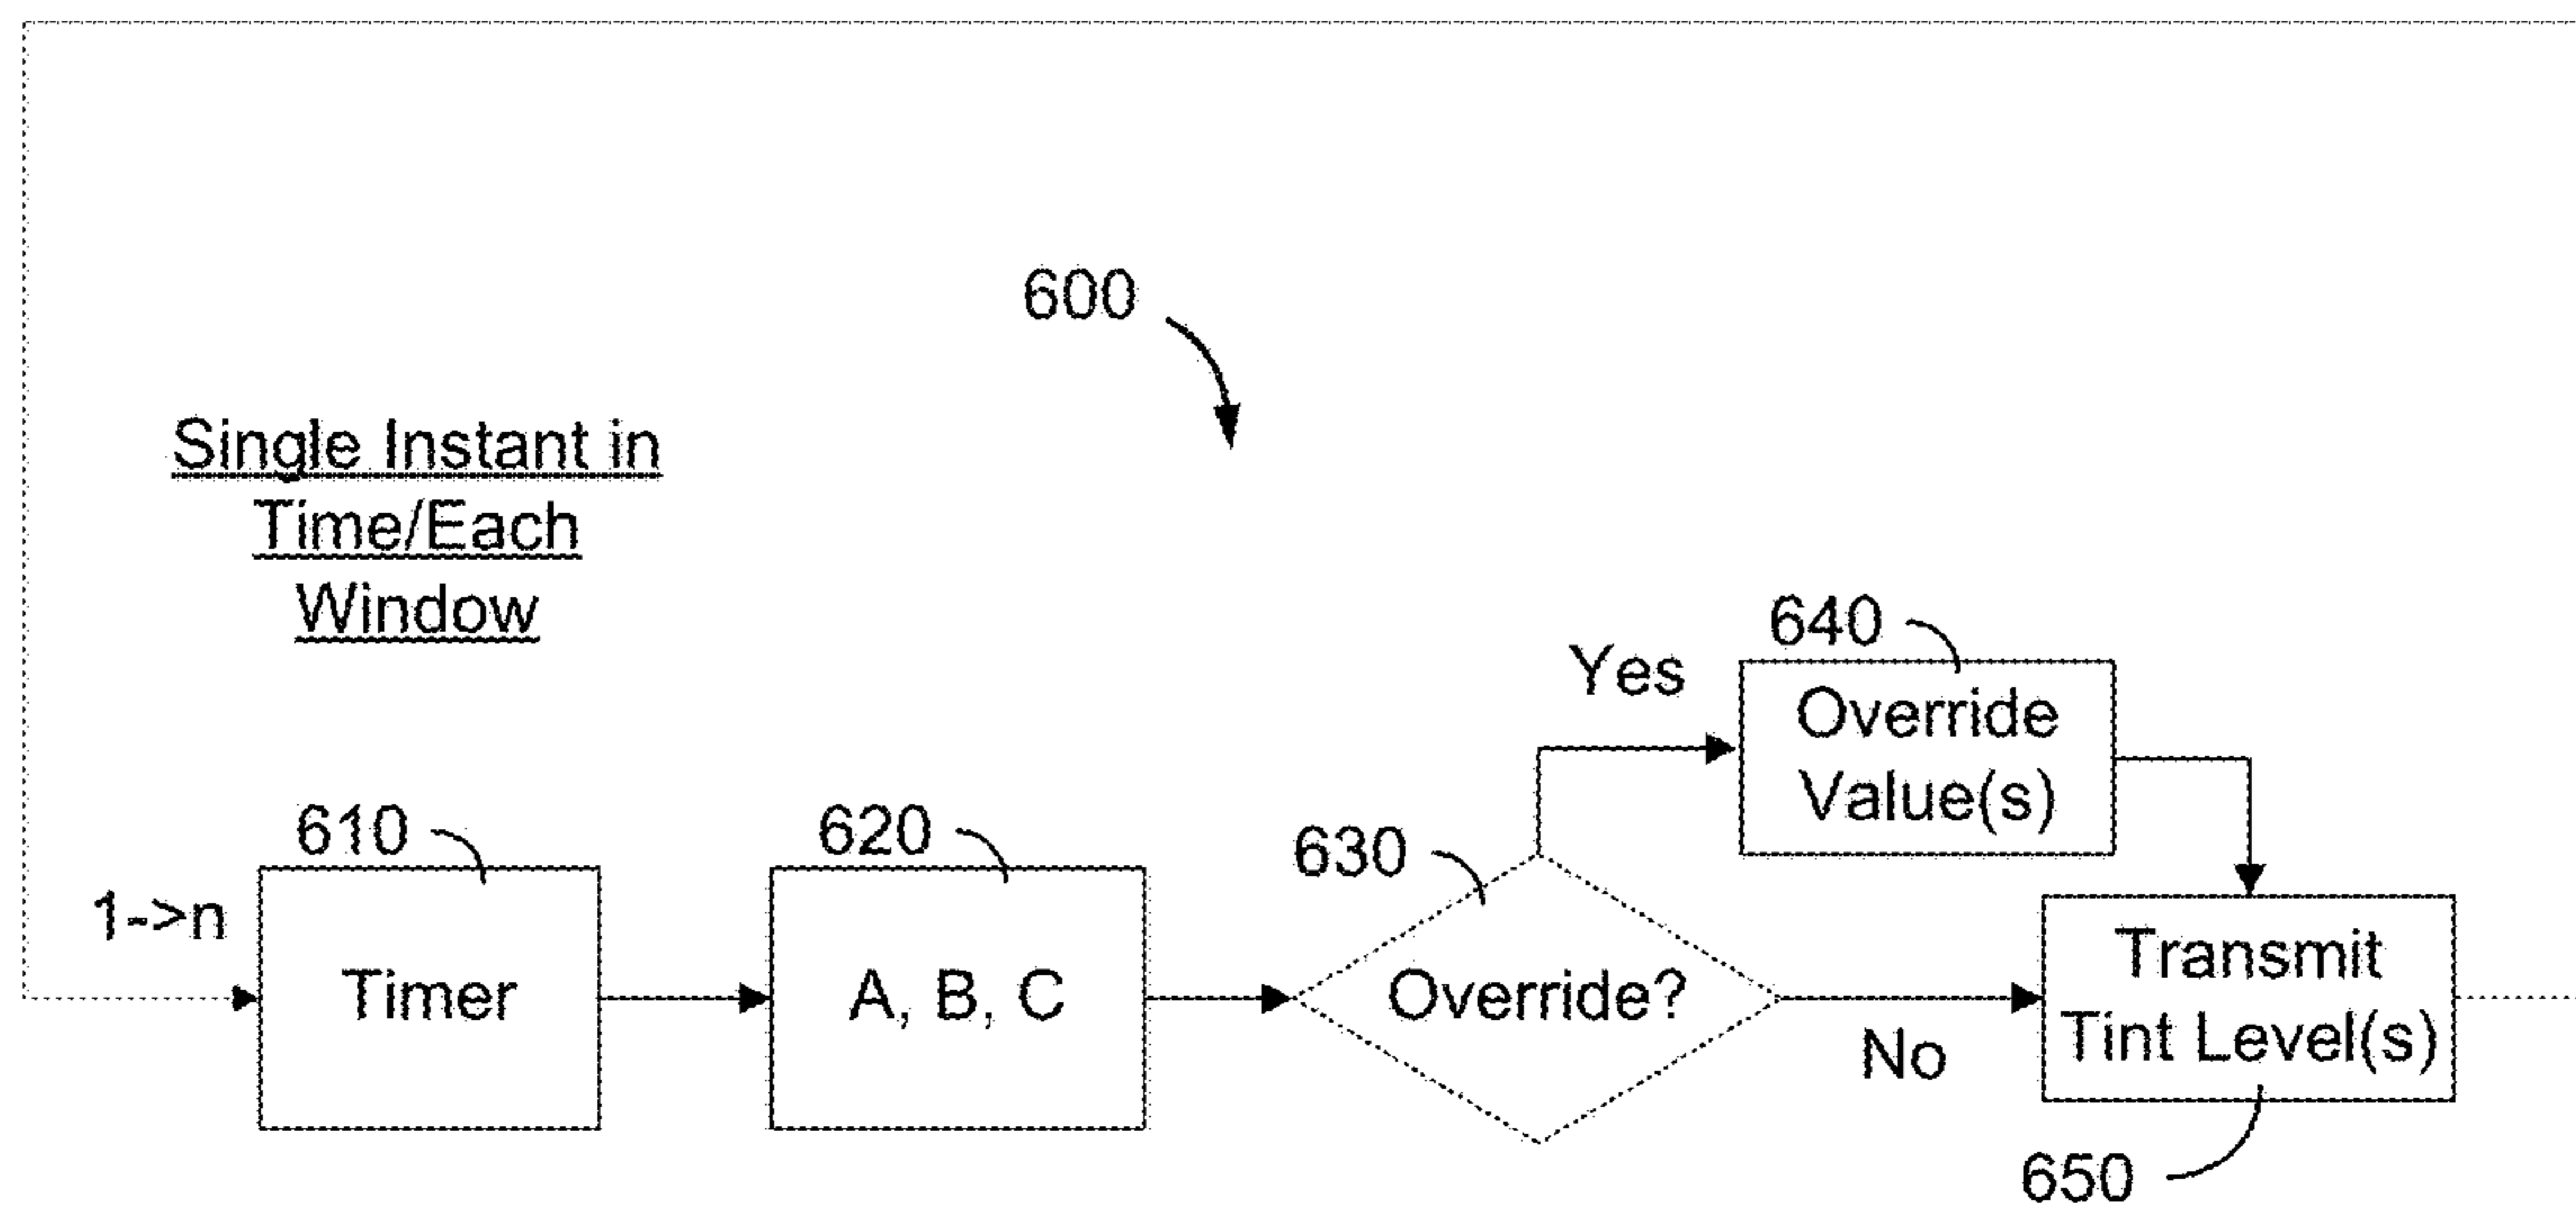 600
Single Instant in
Time/Each
Window
640
Yes
Override
Value(s)
610
620
630
1->n
Timer
A, B, C
Override?
No
Transmit
Tint Level(s)
650